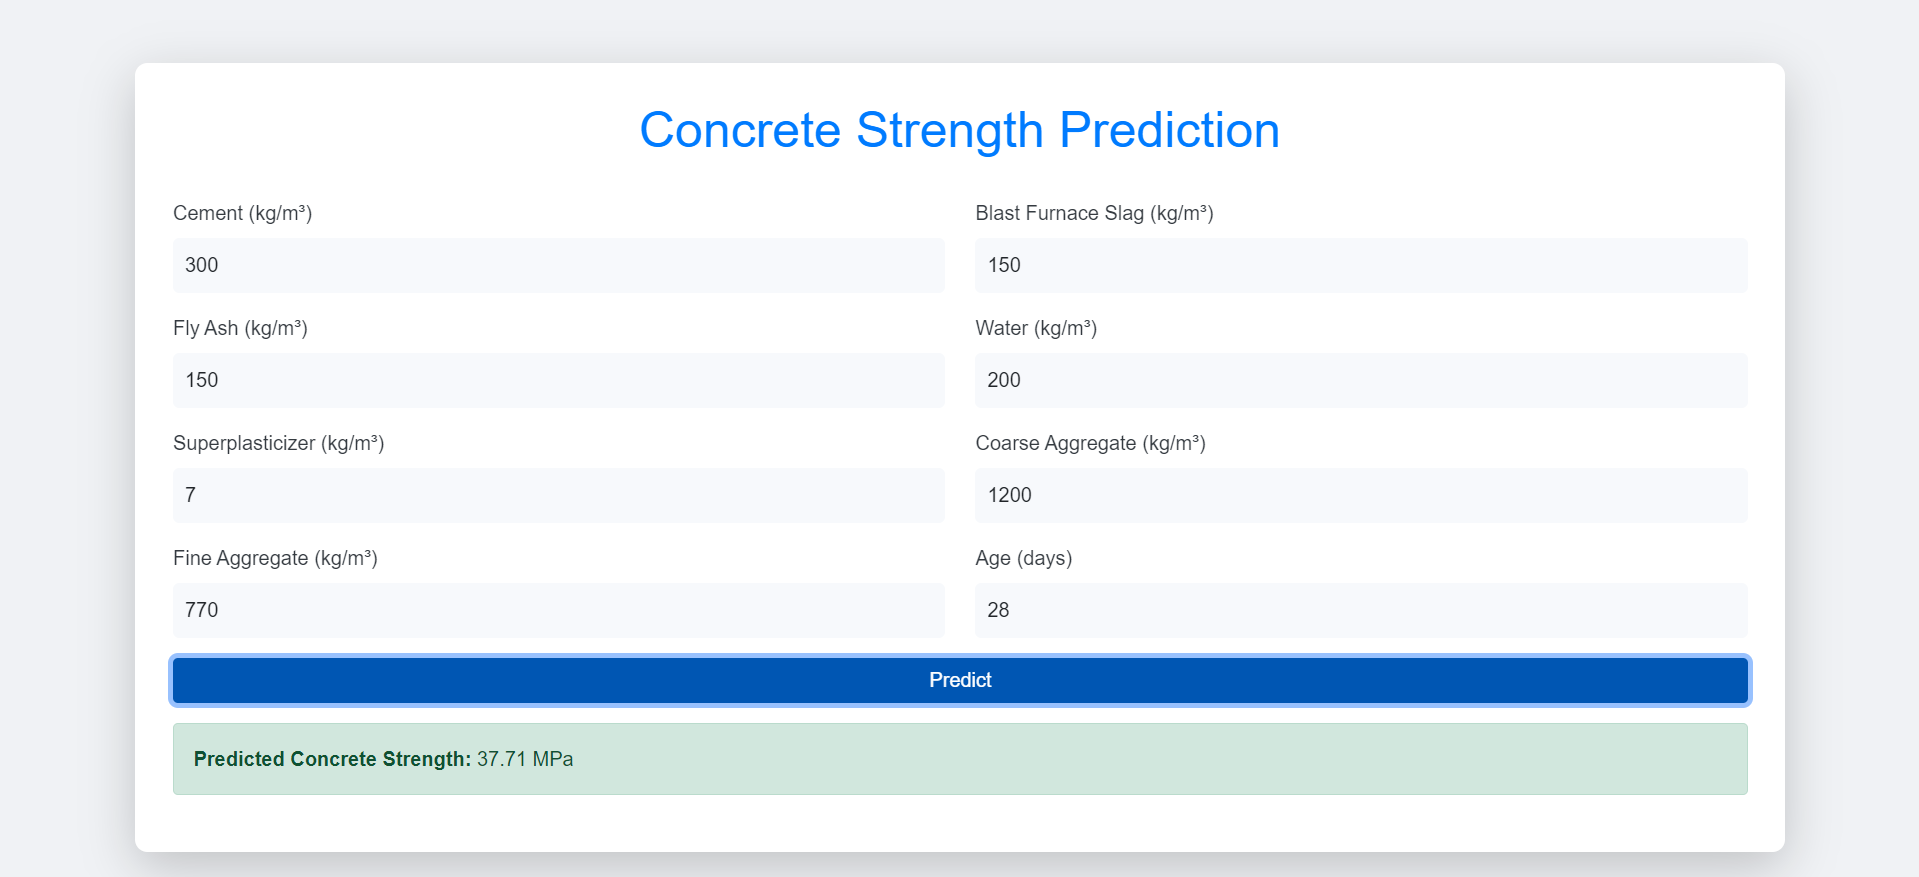 Concrete Strength Prediction
Cement (kg/m³)
Blast Furnace Slag (kg/m³)
300
150
Fly Ash (kg/m³)
Water (kg/m³)
150
200
Superplasticizer (kg/m³)
Coarse Aggregate (kg/m³)
7
1200
Fine Aggregate (kg/m³)
Age (days)
770
28
Predict
Predicted Concrete Strength: 37.71 MPa